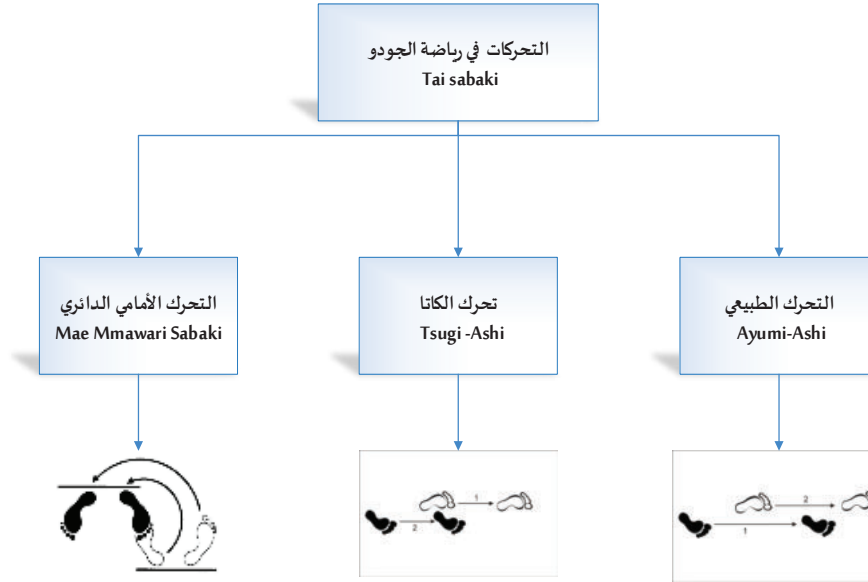 التحركات في رياضة الجودو
Tai sabaki
التحرك الطبيعي
Ayumi-Ashi
تحرك الكاتا
Tsugi -Ashi
التحرك الأمامي الدائري
Mae Mmawari Sabaki
2
1
1
2